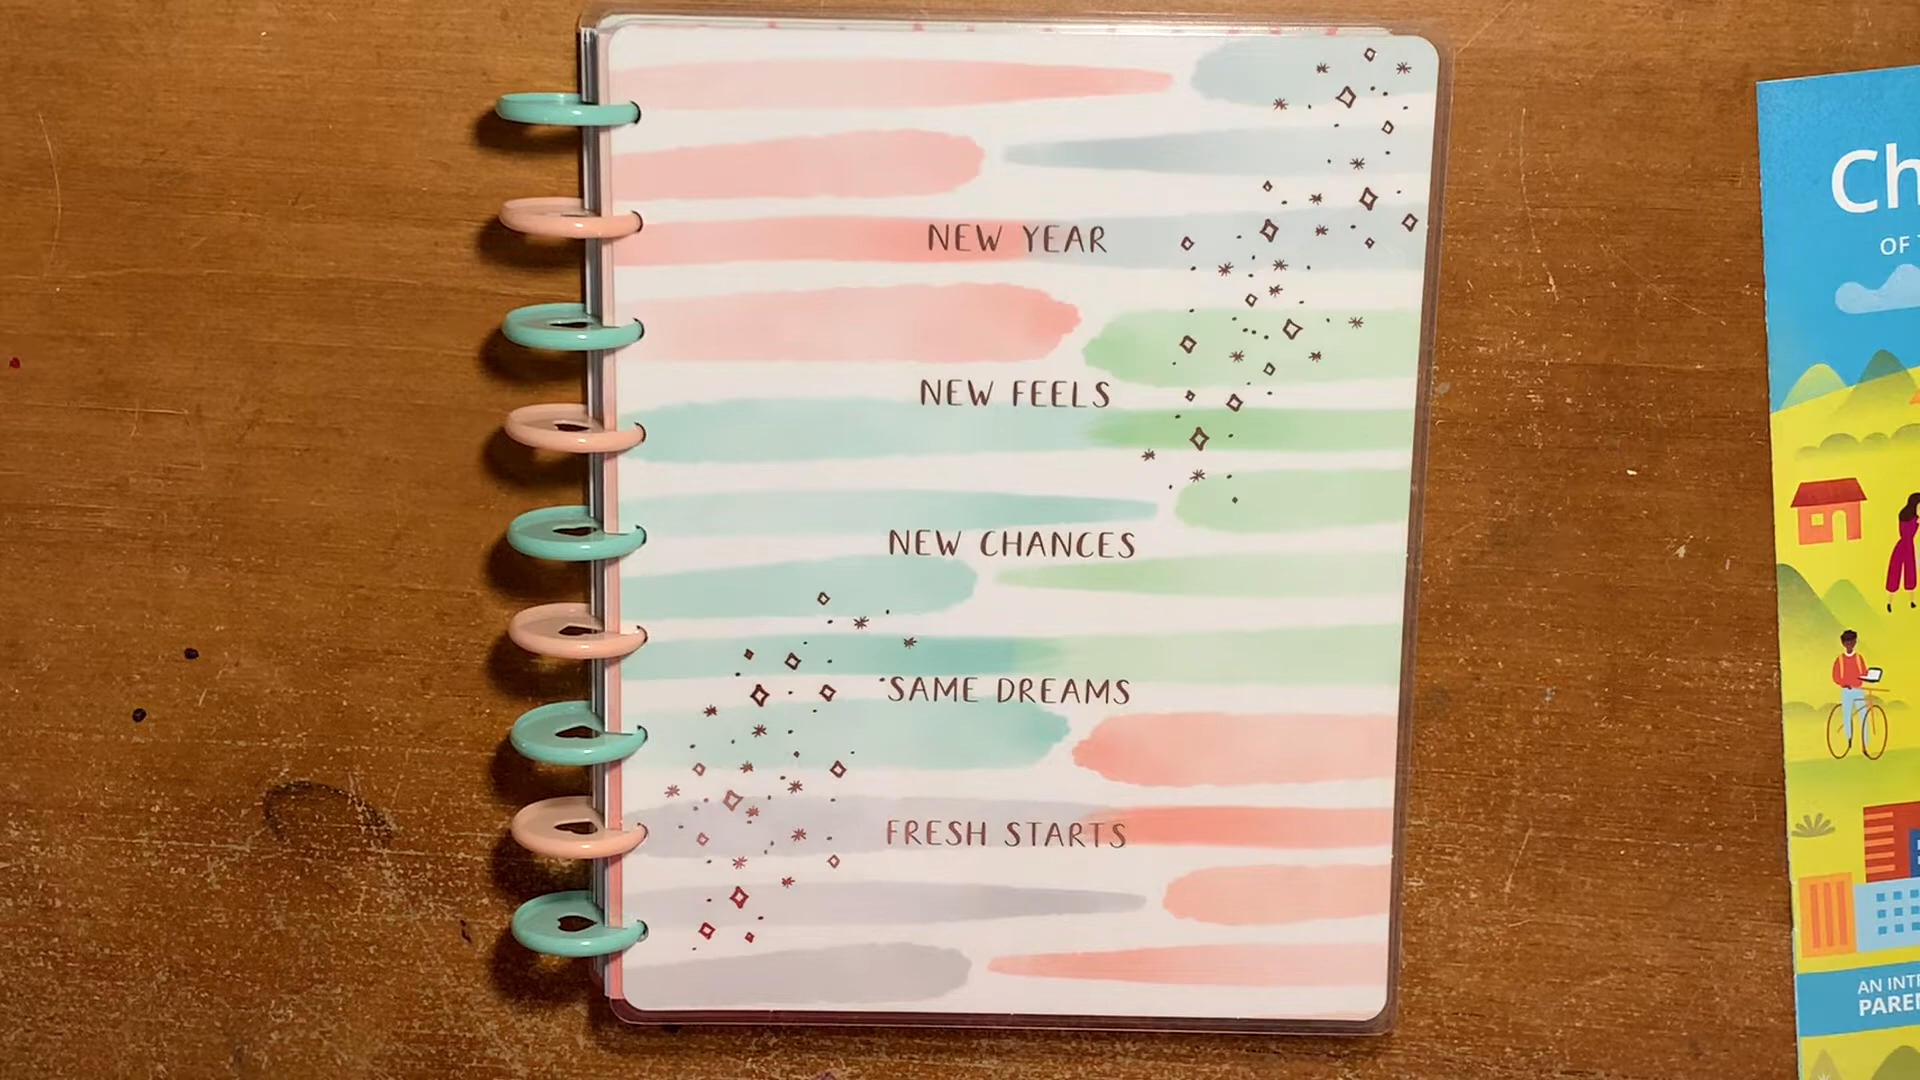 NEW YEAR
NEW FEELS
NEW CHANCES
SAME DREAMS
FRESH STARTS
Ch
OF
AN INT
PARE